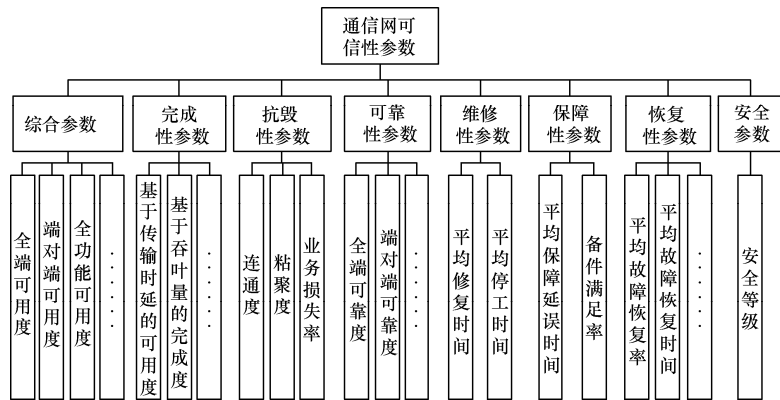 通信网可
信性参数
综合参数
完成
性参数
抗毁
性参数
可靠
性参数
维修
性参数
保障
性参数
恢复
性参数
安全
参数
全端可用度
端对端可用度
全功能可用度
······
基于传输时延的可用度
基于吞吐量的完成度
······
连通度
粘聚度
业务损失率
全端可靠度
端对端可靠度
······
平均修复时间
平均停工时间
平均保障延误时间
备件满足率
平均故障恢复率
平均故障恢复时间
······
安全等级